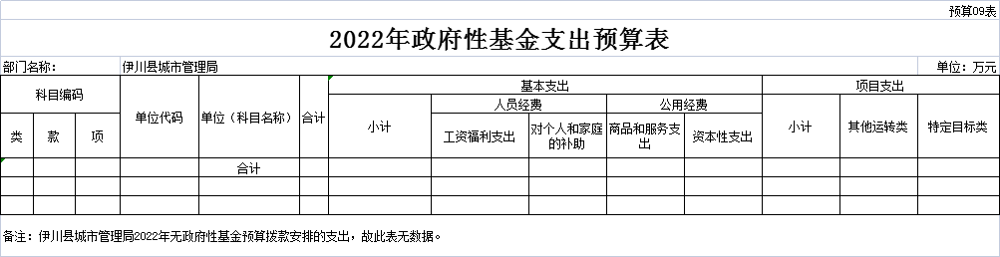 预算09表
2022年政府性基金支出预算表
部门名称： 伊川县城市管理局 单位：万元
科目编码 单位代码 单位（科目名称） 合计 基本支出 项目支出
类 款 项 小计 人员经费 公用经费 小计 其他运转类 特定目标类
工资福利支出 对个人和家庭的补助 商品和服务支出 资本性支出
合计
备注：伊川县城市管理局2022年无政府性基金预算拨款安排的支出，故此表无数据。